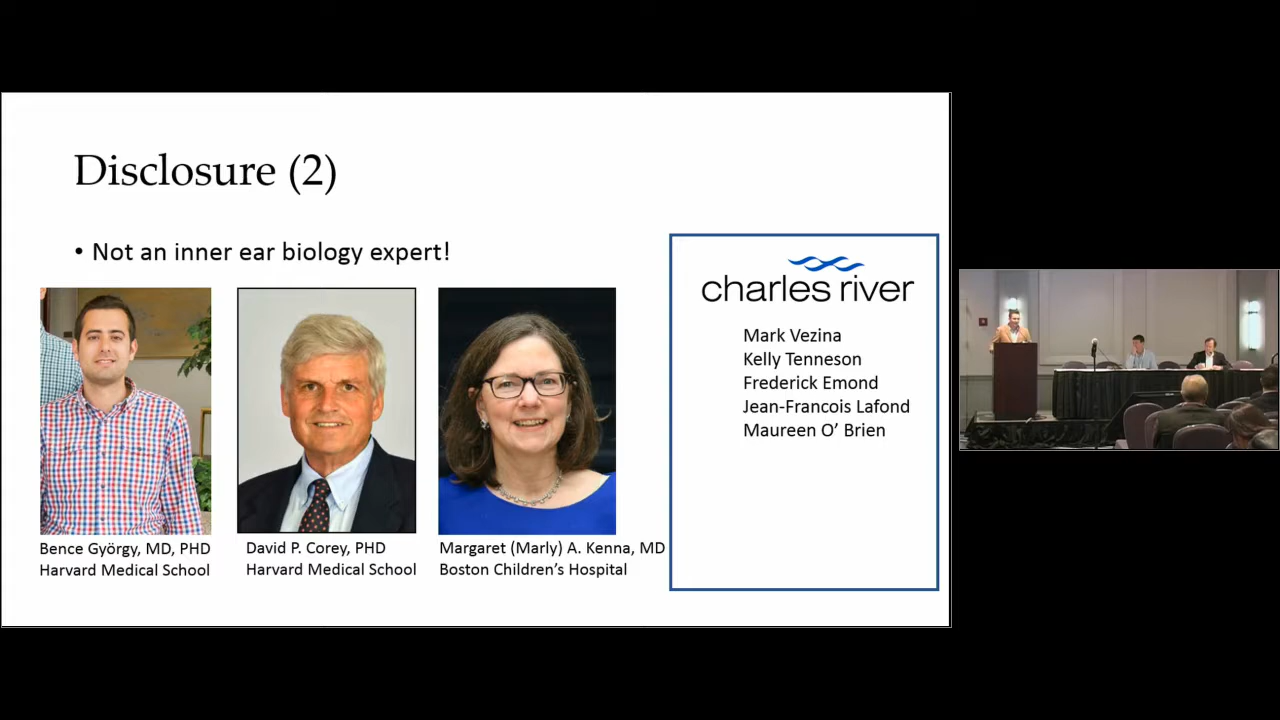 Disclosure (2)
• Not an inner ear biology expert!
Bence György, MD, PHD
Harvard Medical School
David P. Corey, PHD
Harvard Medical School
Margaret (Marly) A. Kenna, MD
Boston Children's Hospital
charles river
Mark Vezina
Kelly Tenneson
Frederick Emond
Jean-Francois Lafond
Maureen O' Brien